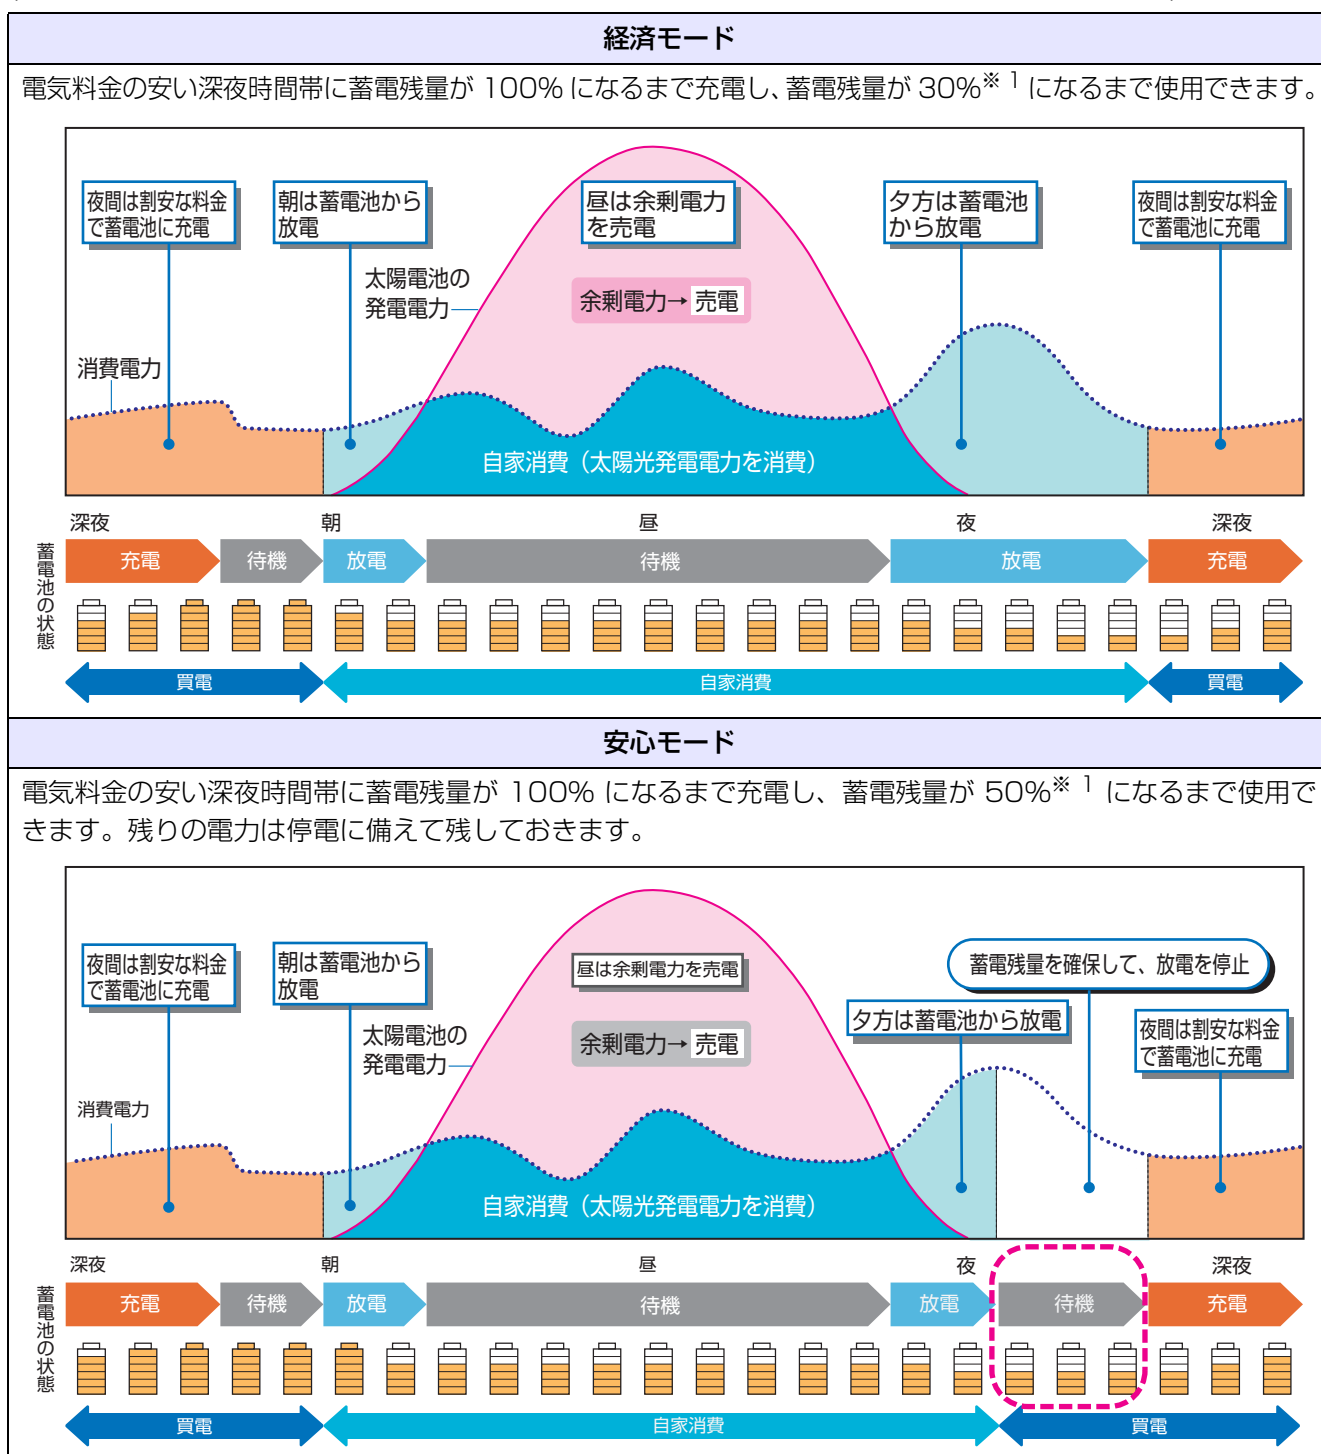 経済モード
電気料金の安い深夜時間帯に蓄電残量が 100% になるまで充電し、蓄電残量が 30%※1 になるまで使用できます。
夜間は割安な料金
で蓄電池に充電
朝は蓄電池から
放電
昼は余剰電力
を売電
夕方は蓄電池
から放電
夜間は割安な料金
で蓄電池に充電
太陽電池の
発電電力
余剰電力→ 売電
消費電力
自家消費（太陽光発電電力を消費）
深夜 朝 昼 夜 深夜
蓄電池の状態
充電 待機 放電 待機 放電 充電
買電 自家消費 買電
安心モード
電気料金の安い深夜時間帯に蓄電残量が 100% になるまで充電し、蓄電残量が 50%※1 になるまで使用で
きます。残りの電力は停電に備えて残しておきます。
夜間は割安な料金
で蓄電池に充電
朝は蓄電池から
放電
昼は余剰電力を売電
蓄電残量を確保して、放電を停止
夕方は蓄電池から放電
夜間は割安な料金
で蓄電池に充電
太陽電池の
発電電力
余剰電力→ 売電
消費電力
自家消費（太陽光発電電力を消費）
深夜 朝 昼 夜 深夜
蓄電池の状態
充電 待機 放電 待機 放電 待機 充電
買電 自家消費 買電